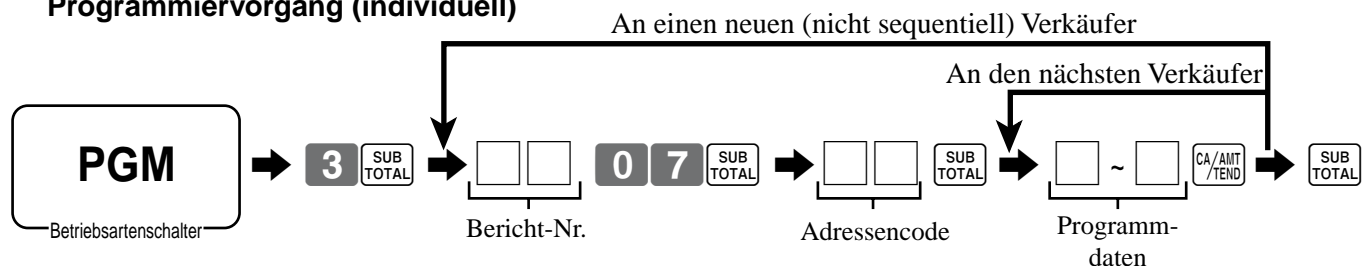 Programmiervorgang (individuell)
An einen neuen (nicht sequentiell) Verkäufer
An den nächsten Verkäufer
PGM
Betriebsartenschalter
3 SUB TOTAL 0 7 SUB TOTAL SUB TOTAL ~ CA/AMT /TEND SUB TOTAL
Bericht-Nr.
Adressencode
Programm-
daten